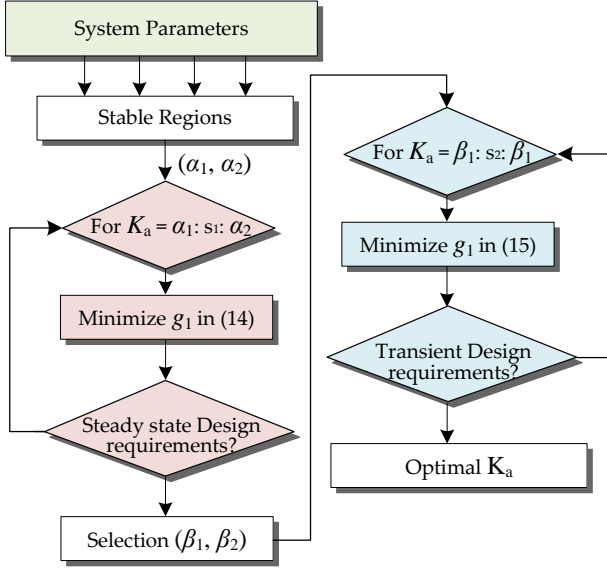 System Parameters
Stable Regions
(α₁, α₂)
For Kₐ = α₁: s₁: α₂
Minimize g₁ in (14)
Steady state Design
requirements?
Selection (β₁, β₂)
For Kₐ = β₁: s₂: β₁
Minimize g₁ in (15)
Transient Design
requirements?
Optimal Kₐ